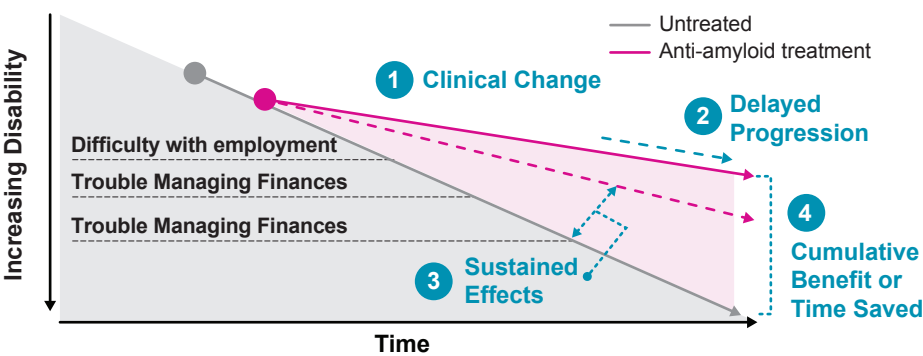 Increasing Disability
Untreated
Anti-amyloid treatment
1 Clinical Change
2 Delayed
Progression
Difficulty with employment
Trouble Managing Finances
Trouble Managing Finances
3 Sustained
Effects
4
Cumulative
Benefit or
Time Saved
Time